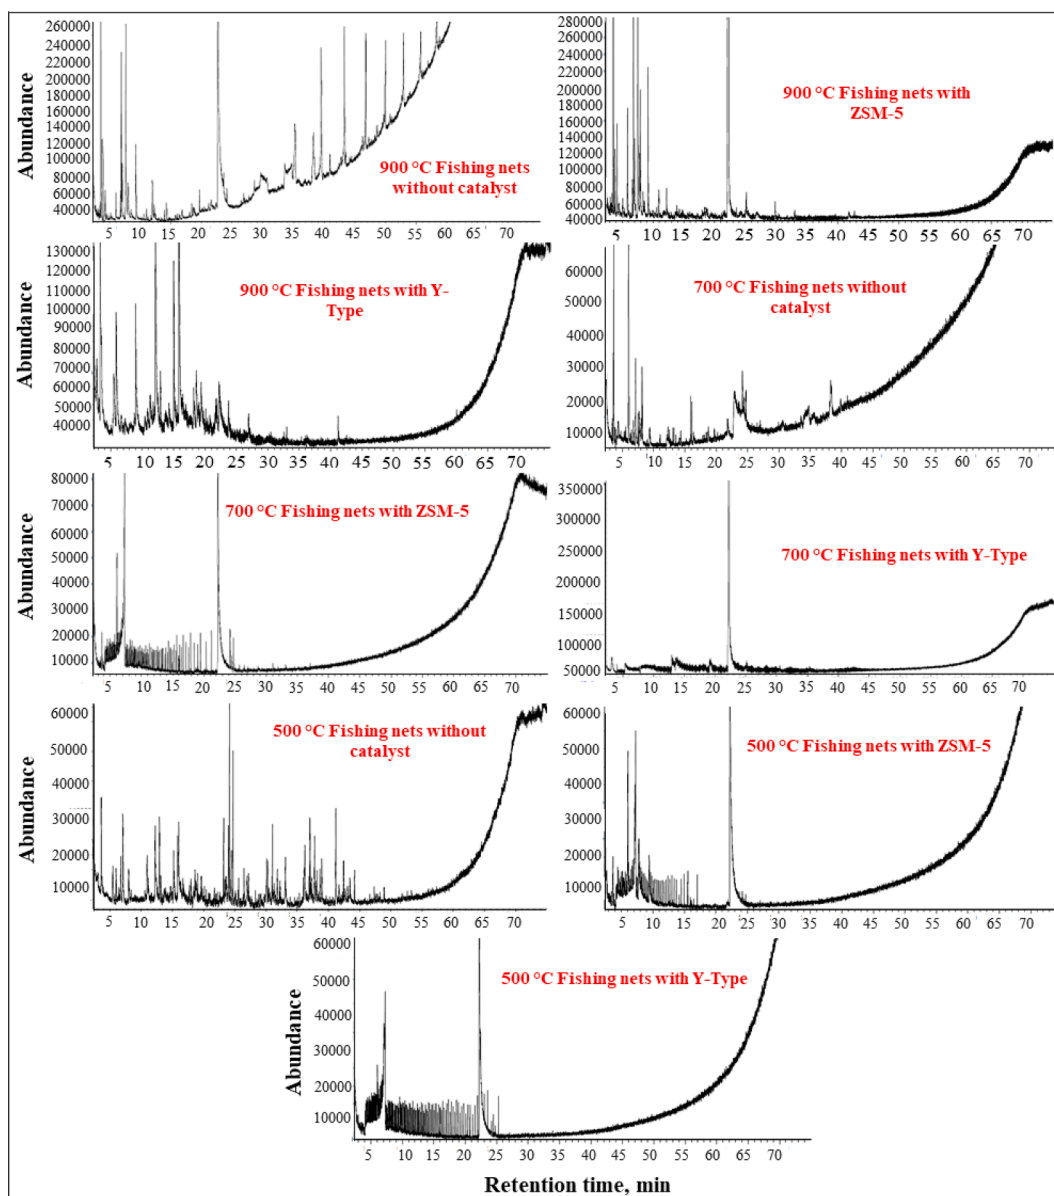 260000
240000
220000
200000
180000
160000
140000
120000
100000
80000
60000
40000
Abundance
900 °C Fishing nets
without catalyst
5 10 15 20 25 30 35 40 45 50 55 60
280000
260000
240000
220000
200000
180000
160000
140000
120000
100000
80000
60000
40000
900 °C Fishing nets with
ZSM-5
5 10 15 20 25 30 35 40 45 50 55 60 65 70
130000
120000
110000
100000
90000
80000
70000
60000
50000
40000
Abundance
900 °C Fishing nets with Y-
Type
5 10 15 20 25 30 35 40 45 50 55 60 65 70
60000
50000
40000
30000
20000
10000
700 °C Fishing nets without
catalyst
5 10 15 20 25 30 35 40 45 50 55 60 65 70
80000
70000
60000
50000
40000
30000
20000
10000
Abundance
700 °C Fishing nets with ZSM-5
5 10 15 20 25 30 35 40 45 50 55 60 65 70
350000
300000
250000
200000
150000
100000
50000
700 °C Fishing nets with Y-Type
5 10 15 20 25 30 35 40 45 50 55 60 65 70
60000
50000
40000
30000
20000
10000
Abundance
500 °C Fishing nets without
catalyst
5 10 15 20 25 30 35 40 45 50 55 60 65 70
60000
50000
40000
30000
20000
10000
500 °C Fishing nets with ZSM-5
5 10 15 20 25 30 35 40 45 50 55 60 65 70
60000
50000
40000
30000
20000
10000
Abundance
500 °C Fishing nets with Y-Type
5 10 15 20 25 30 35 40 45 50 55 60 65 70
Retention time, min